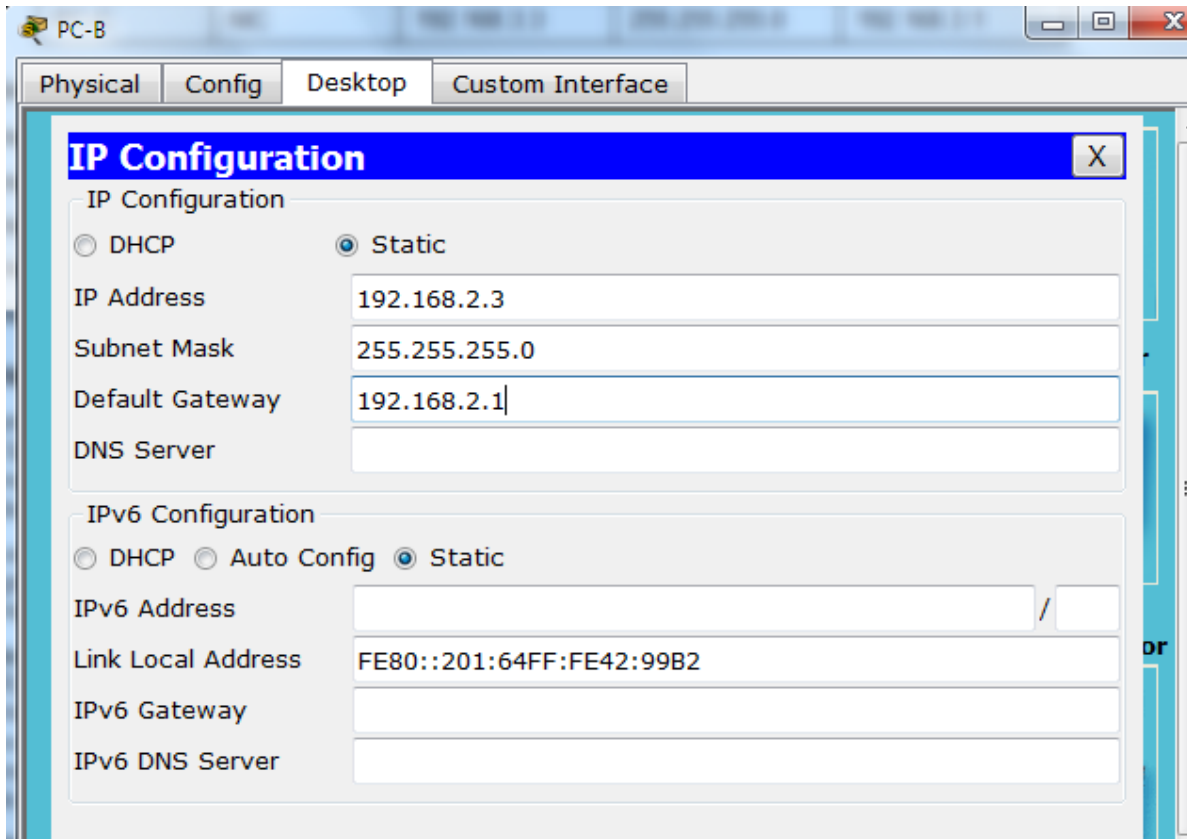 PC-B
Physical Config Desktop Custom Interface
IP Configuration X
IP Configuration
DHCP Static
IP Address 192.168.2.3
Subnet Mask 255.255.255.0
Default Gateway 192.168.2.1
DNS Server
IPv6 Configuration
DHCP Auto Config Static
IPv6 Address /
Link Local Address FE80::201:64FF:FE42:99B2
IPv6 Gateway
IPv6 DNS Server
or